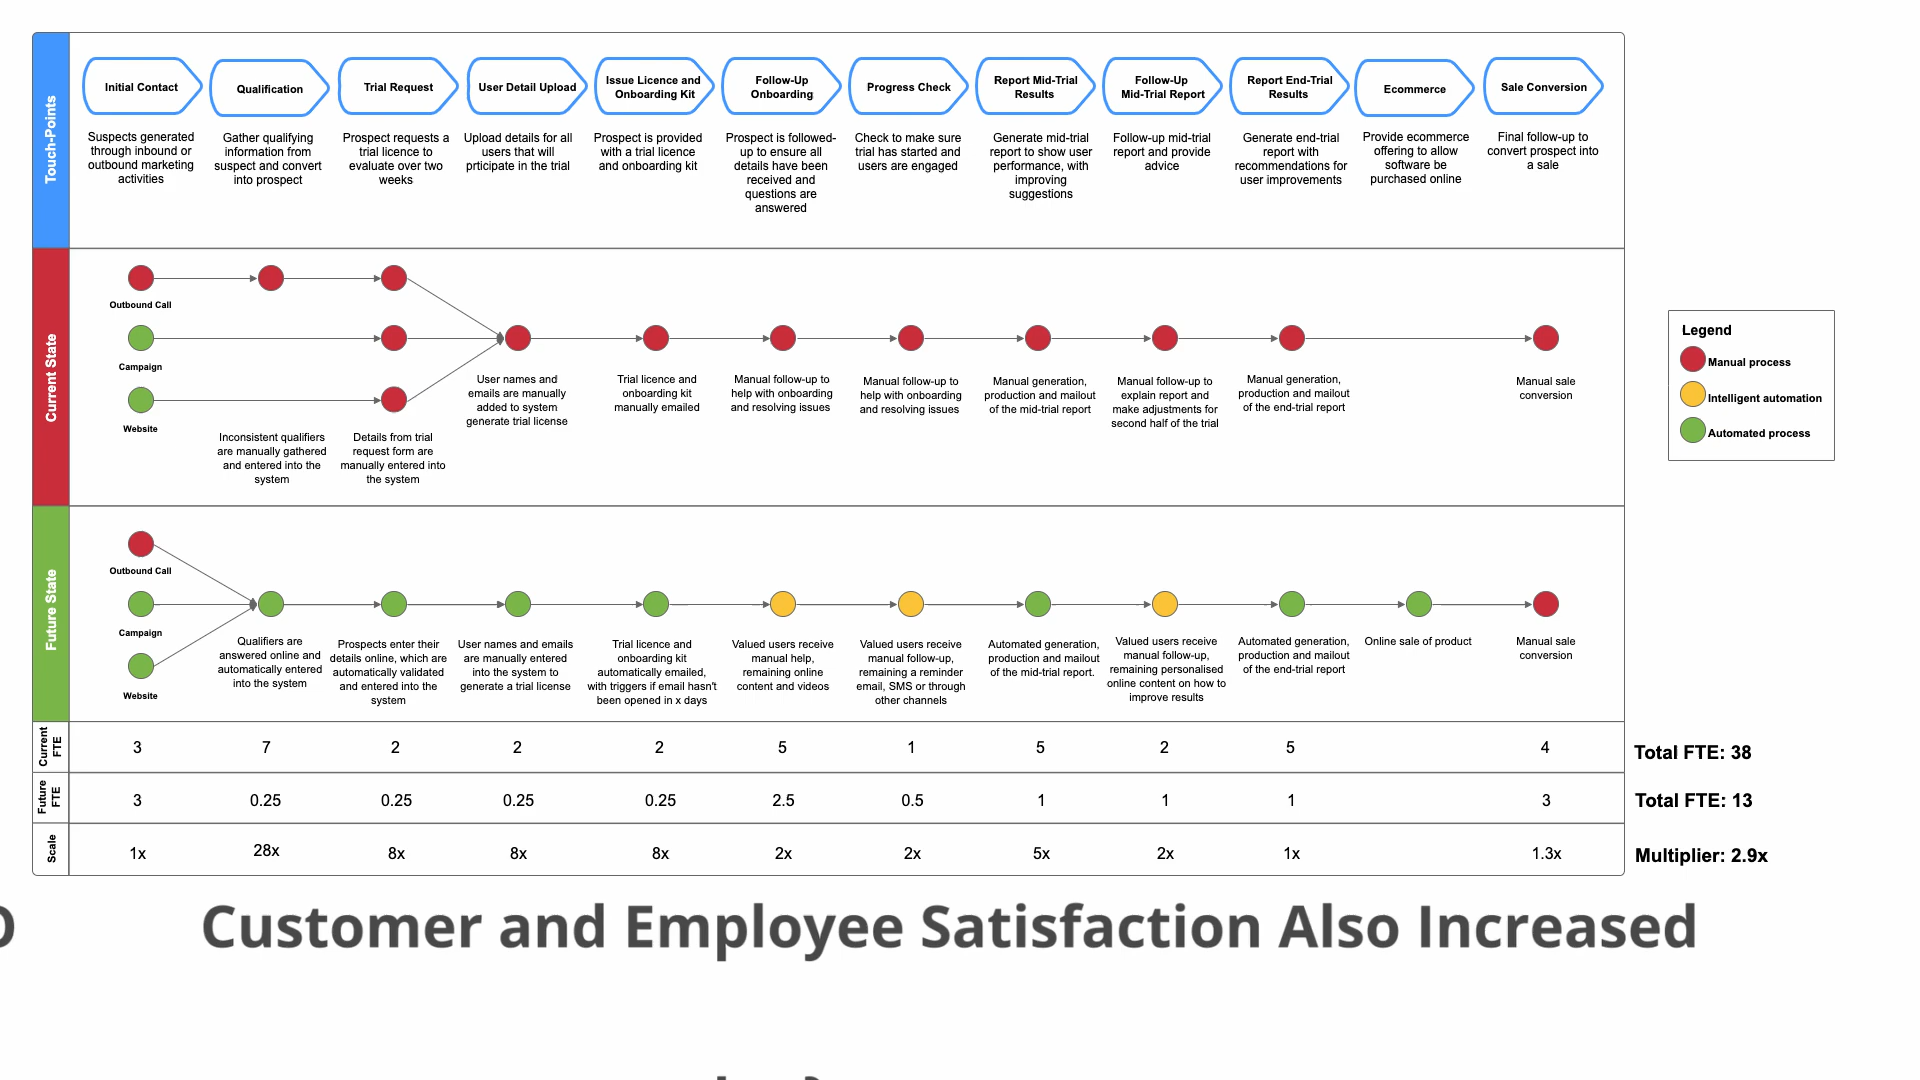 Touch-Points
Initial Contact
Suspects generated
through inbound or
outbound marketing
activities
Qualification
Gather qualifying
information from
suspect and convert
into prospect
Trial Request
Prospect requests a
trial licence to
evaluate over two
weeks
User Detail Upload
Upload details for all
users that will
prticipate in the trial
Issue Licence and
Onboarding Kit
Prospect is provided
with a trial licence
and onboarding kit
Follow-Up
Onboarding
Prospect is followed-
up to ensure all
details have been
received and
questions are
answered
Progress Check
Check to make sure
trial has started and
users are engaged
Report Mid-Trial
Results
Generate mid-trial
report to show user
performance, with
improving
suggestions
Follow-Up
Mid-Trial Report
Follow-up mid-trial
report and provide
advice
Report End-Trial
Results
Generate end-trial
report with
recommendations for
user improvements
Ecommerce
Provide ecommerce
offering to allow
software be
purchased online
Sale Conversion
Final follow-up to
convert prospect into
a sale
Current State
Outbound Call
Campaign
Website
Inconsistent qualifiers
are manually gathered
and entered into the
system
Details from trial
request form are
manually entered into
the system
User names and
emails are manually
added to system
generate trial license
Trial licence and
onboarding kit
manually emailed
Manual follow-up to
help with onboarding
and resolving issues
Manual follow-up to
help with onboarding
and resolving issues
Manual generation,
production and mailout
of the mid-trial report
Manual follow-up to
explain report and
make adjustments for
second half of the trial
Manual generation,
production and mailout
of the end-trial report
Manual sale
conversion
Legend
Manual process
Intelligent automation
Automated process
Future State
Outbound Call
Campaign
Website
Qualifiers are
answered online and
automatically entered
into the system
Prospects enter their
details online, which are
automatically validated
and entered into the
system
User names and emails
are manually entered
into the system to
generate a trial license
Trial licence and
onboarding kit
automatically emailed,
with triggers if email hasn't
been opened in x days
Valued users receive
manual help,
remaining online
content and videos
Valued users receive
manual follow-up,
remaining a reminder
email, SMS or through
other channels
Automated generation,
production and mailout
of the mid-trial report.
Valued users receive
manual follow-up,
remaining personalised
online content on how to
improve results
Automated generation,
production and mailout
of the end-trial report
Online sale of product
Manual sale
conversion
Current
FTE
3 7 2 2 2 5 1 5 2 5 4
Total FTE: 38
Future
FTE
3 0.25 0.25 0.25 0.25 2.5 0.5 1 1 1 3
Total FTE: 13
Scale
1x 28x 8x 8x 8x 2x 2x 5x 2x 1x 1.3x
Multiplier: 2.9x
Customer and Employee Satisfaction Also Increased